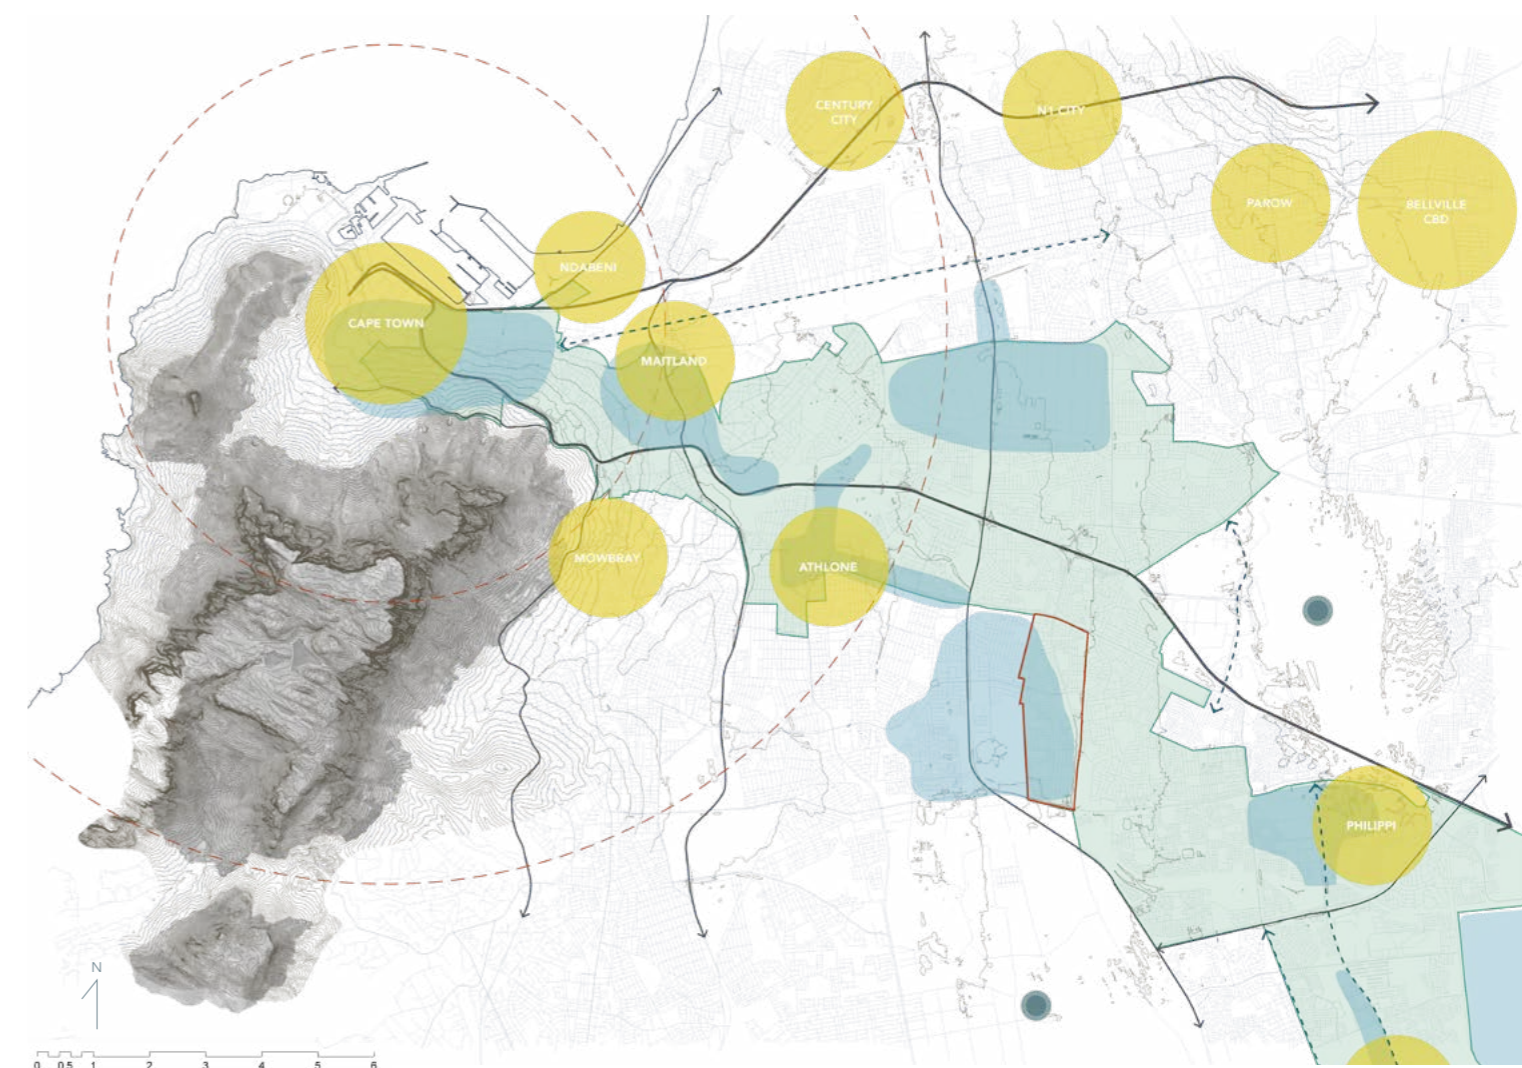 CENTURY
CITY
N1 CITY
PAROW
BELLVILLE
CBD
NDABENI
CAPE TOWN
MAITLAND
MOWBRAY
ATHLONE
PHILIPPI
N
0 0.5 1 2 3 4 5 6